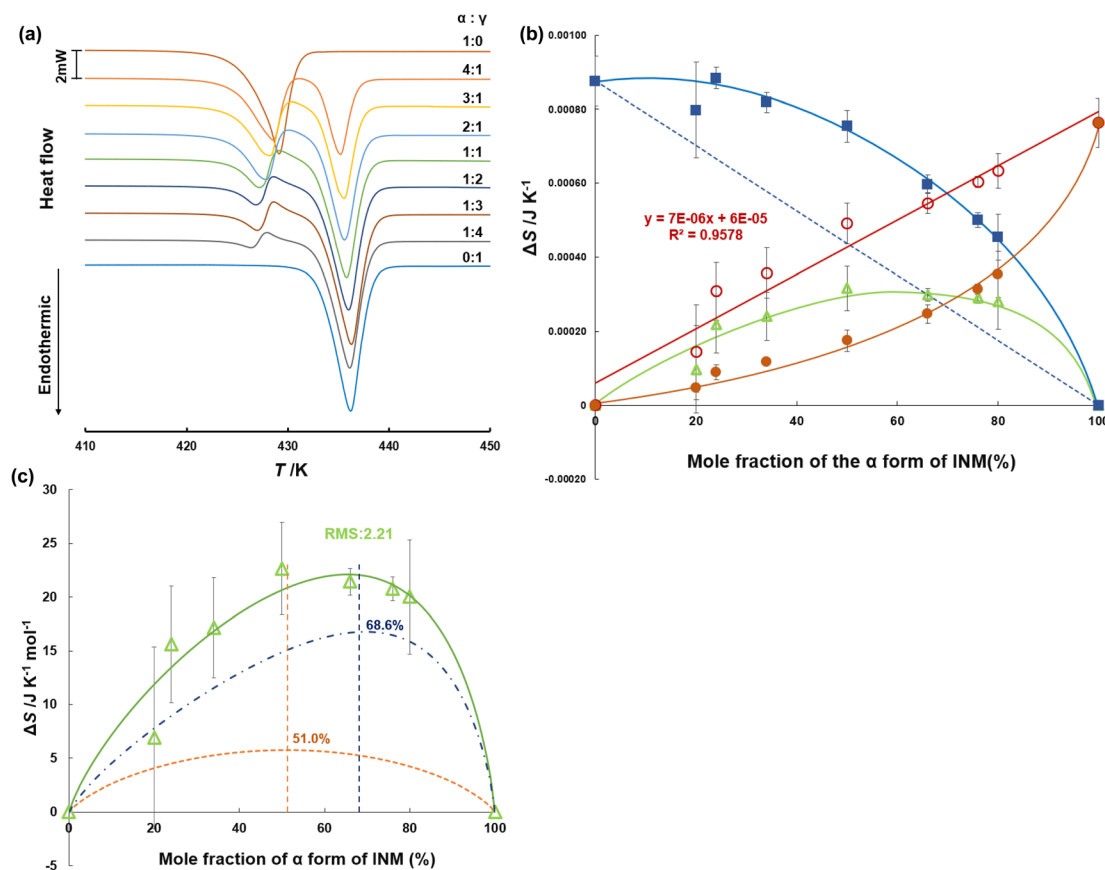 (a)
α : γ
1:0
2mW
4:1
3:1
2:1
1:1
1:2
1:3
1:4
0:1
Heat flow
Endothermic
410
420
430
440
450
T /K
(b)
0.00100
0.00080
0.00060
0.00040
0.00020
0
-0.00020
ΔS /J K⁻¹
y = 7E-06x + 6E-05
R² = 0.9578
0
20
40
60
80
100
Mole fraction of the α form of INM(%)
(c)
30
25
20
15
10
5
0
-5
ΔS /J K⁻¹ mol⁻¹
RMS:2.21
68.6%
51.0%
0
20
40
60
80
100
Mole fraction of α form of INM (%)